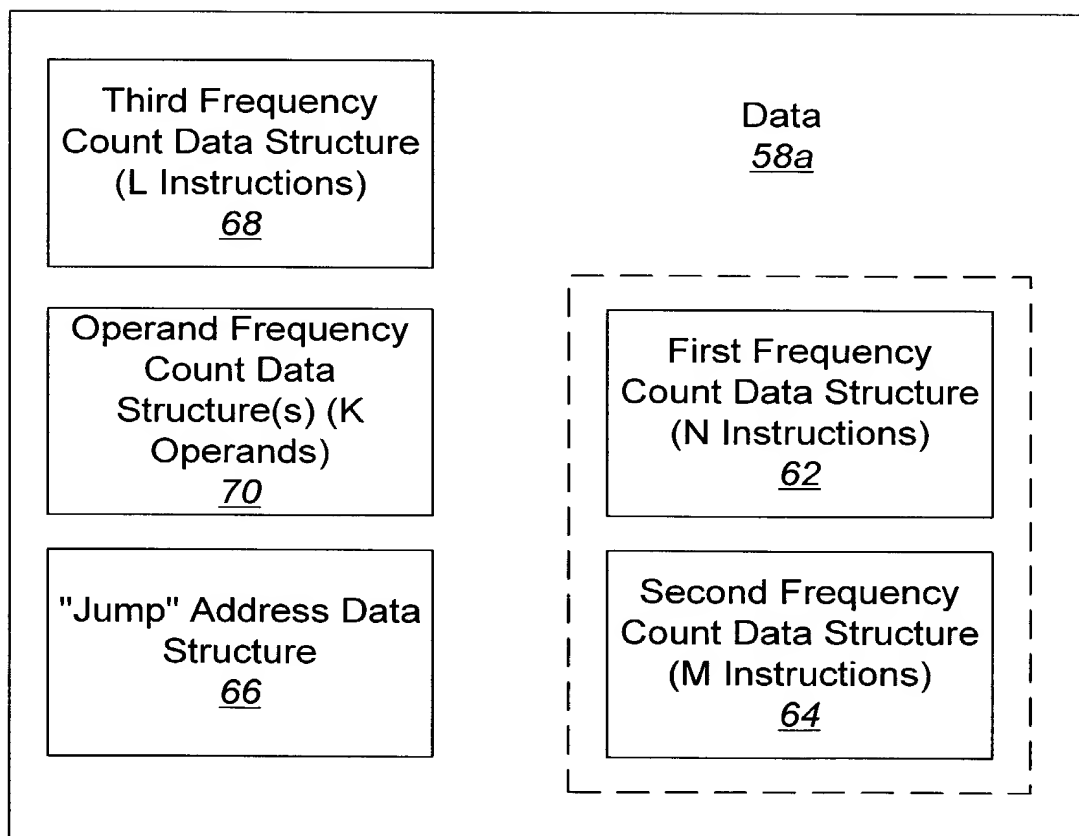 Third Frequency
Count Data Structure
(L Instructions)
68
Data
58a
Operand Frequency
Count Data
Structure(s) (K
Operands)
70
First Frequency
Count Data Structure
(N Instructions)
62
"Jump" Address Data
Structure
66
Second Frequency
Count Data Structure
(M Instructions)
64